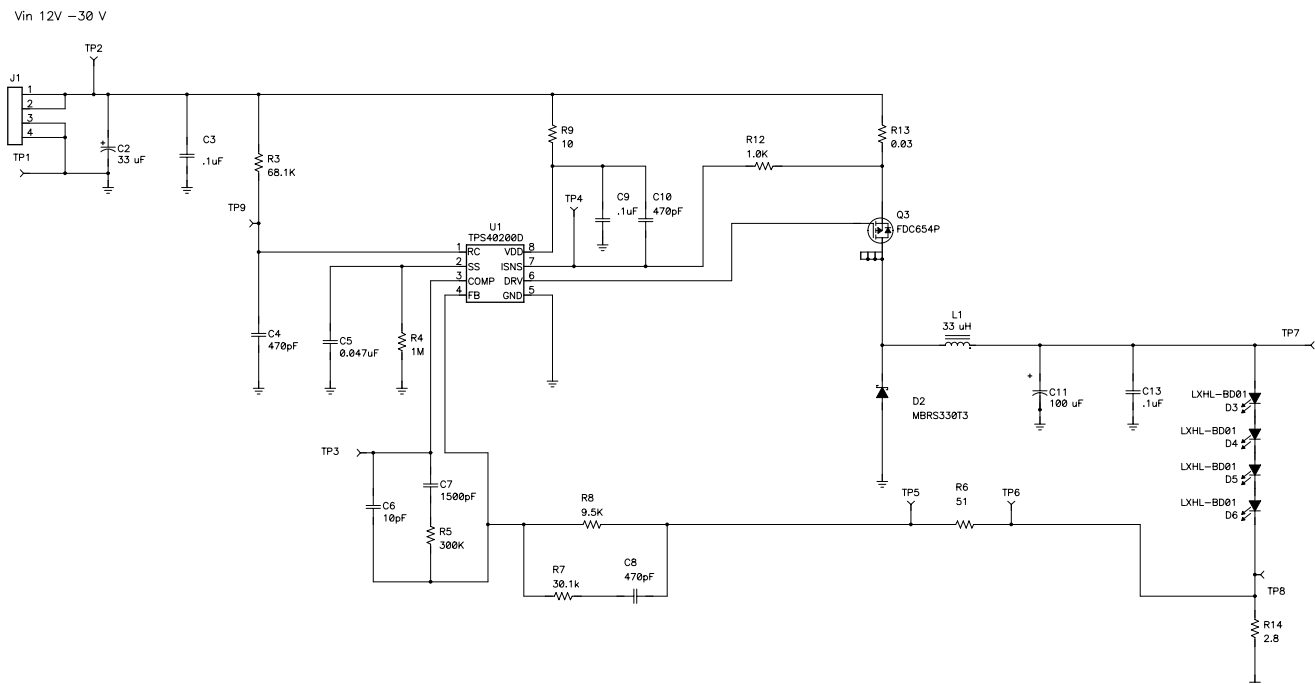 Vin 12V –30 V
TP2
J1
1
2
3
4
TP1
C2
33 uF
C3
.1uF
R3
68.1K
TP9
R9
10
C9
.1uF
C10
470pF
TP4
R12
1.0K
R13
0.03
Q3
FDC654P
U1
TPS40200D
1 RC VDD 8
2 SS ISNS 7
3 COMP DRV 6
4 FB GND 5
C4
470pF
C5
0.047uF
R4
1M
L1
33 uH
TP7
D2
MBRS330T3
C11
100 uF
C13
.1uF
LXHL–BD01
D3
LXHL–BD01
D4
LXHL–BD01
D5
LXHL–BD01
D6
TP3
C6
10pF
C7
1500pF
R5
300K
R8
9.5K
R7
30.1k
C8
470pF
TP5
R6
51
TP6
TP8
R14
2.8